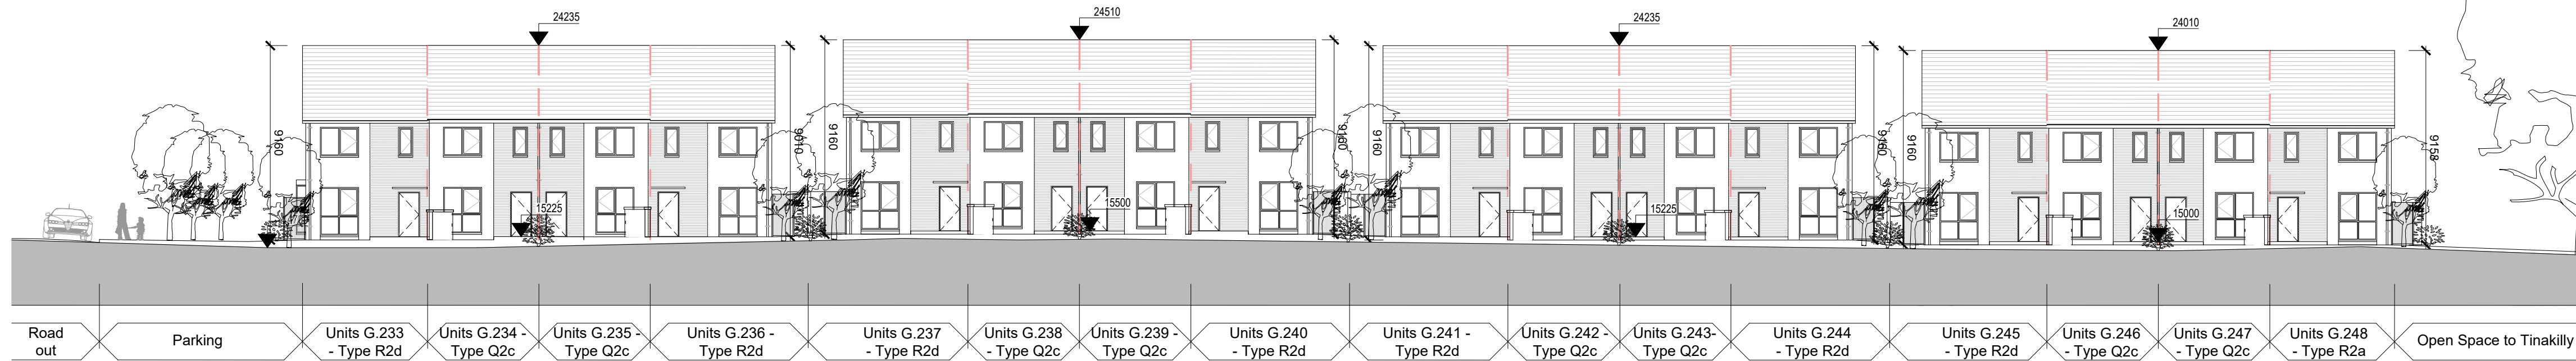 24235
24510
24235
24010
9160
9010
9160
9160
9160
9160
9160
9158
15225
15500
15225
15000
Road
out
Parking
Units G.233
- Type R2d
Units G.234 -
Type Q2c
Units G.235 -
Type Q2c
Units G.236 -
Type R2d
Units G.237
- Type R2d
Units G.238
- Type Q2c
Units G.239 -
Type Q2c
Units G.240
- Type R2d
Units G.241 -
Type R2d
Units G.242 -
Type Q2c
Units G.243-
Type Q2c
Units G.244
- Type R2d
Units G.245
- Type R2d
Units G.246
- Type Q2c
Units G.247
- Type Q2c
Units G.248
- Type R2a
Open Space to Tinakilly